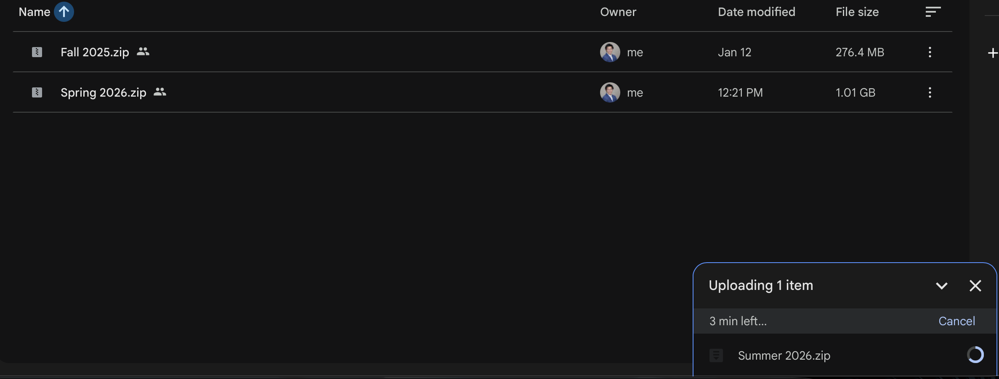 Name Owner Date modified File size
Fall 2025.zip me Jan 12 276.4 MB
Spring 2026.zip me 12:21 PM 1.01 GB
Uploading 1 item
3 min left... Cancel
Summer 2026.zip